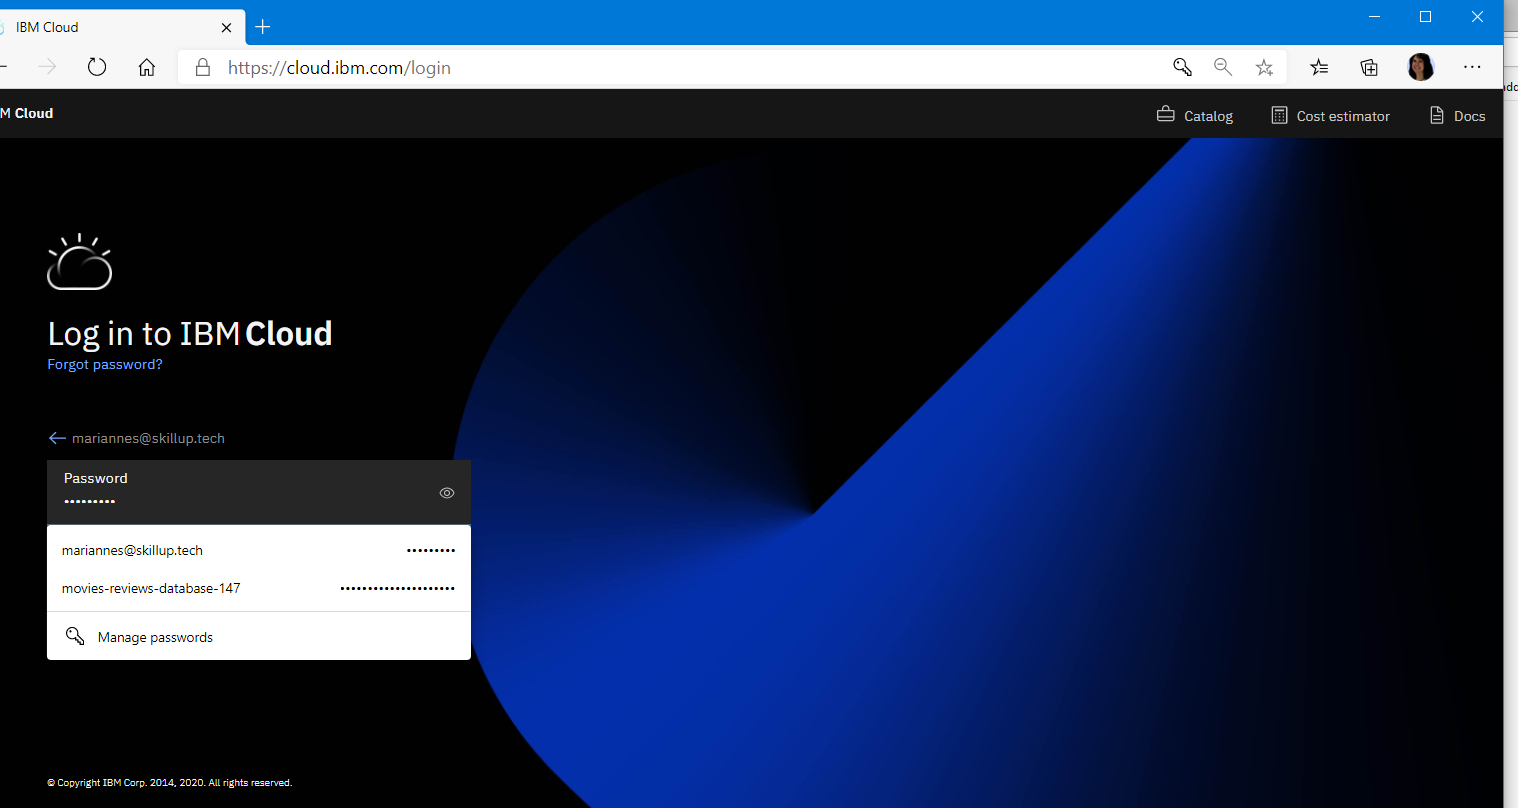 IBM Cloud
https://cloud.ibm.com/login
M Cloud
Catalog
Cost estimator
Docs
Log in to IBM Cloud
Forgot password?
mariannes@skillup.tech
Password
•••••••••
mariannes@skillup.tech •••••••••
movies-reviews-database-147 •••••••••••••••••••••
Manage passwords
© Copyright IBM Corp. 2014, 2020. All rights reserved.